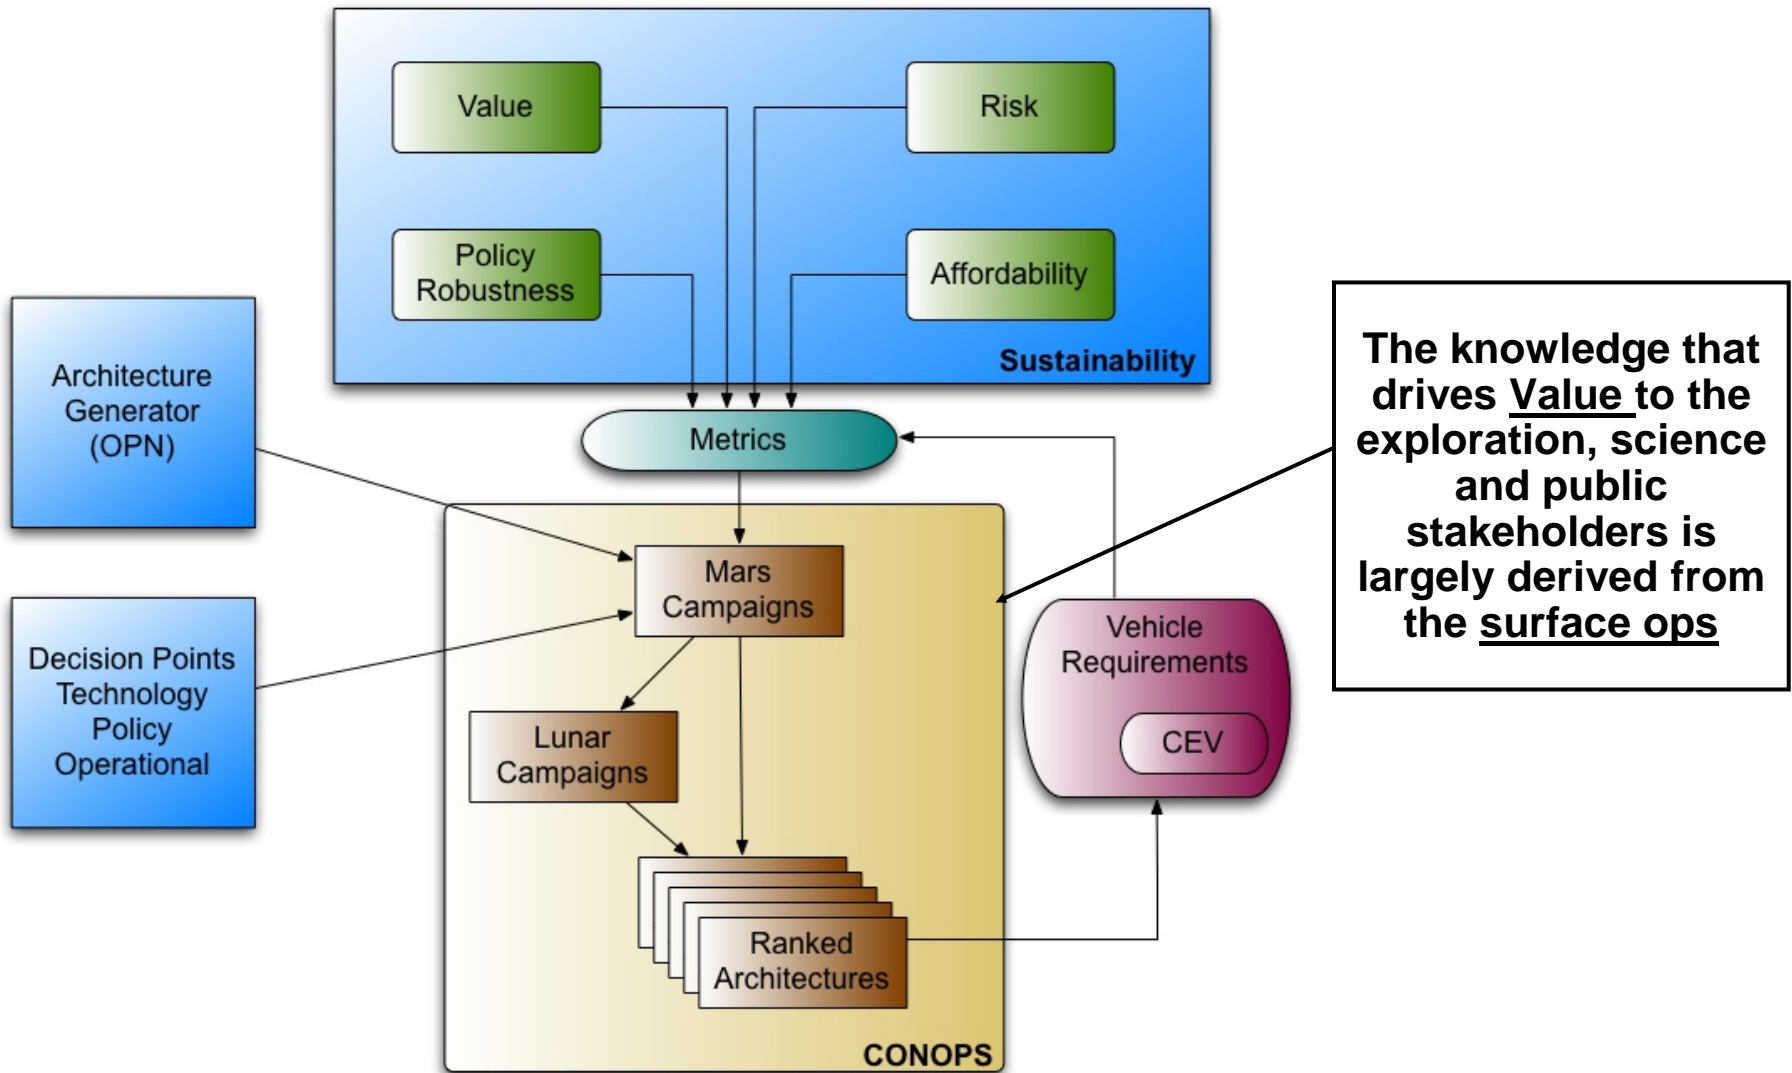 Value
Risk
Policy
Robustness
Affordability
Sustainability
Architecture
Generator
(OPN)
Metrics
The knowledge that
drives Value to the
exploration, science
and public
stakeholders is
largely derived from
the surface ops
Mars
Campaigns
Decision Points
Technology
Policy
Operational
Vehicle
Requirements
CEV
Lunar
Campaigns
Ranked
Architectures
CONOPS